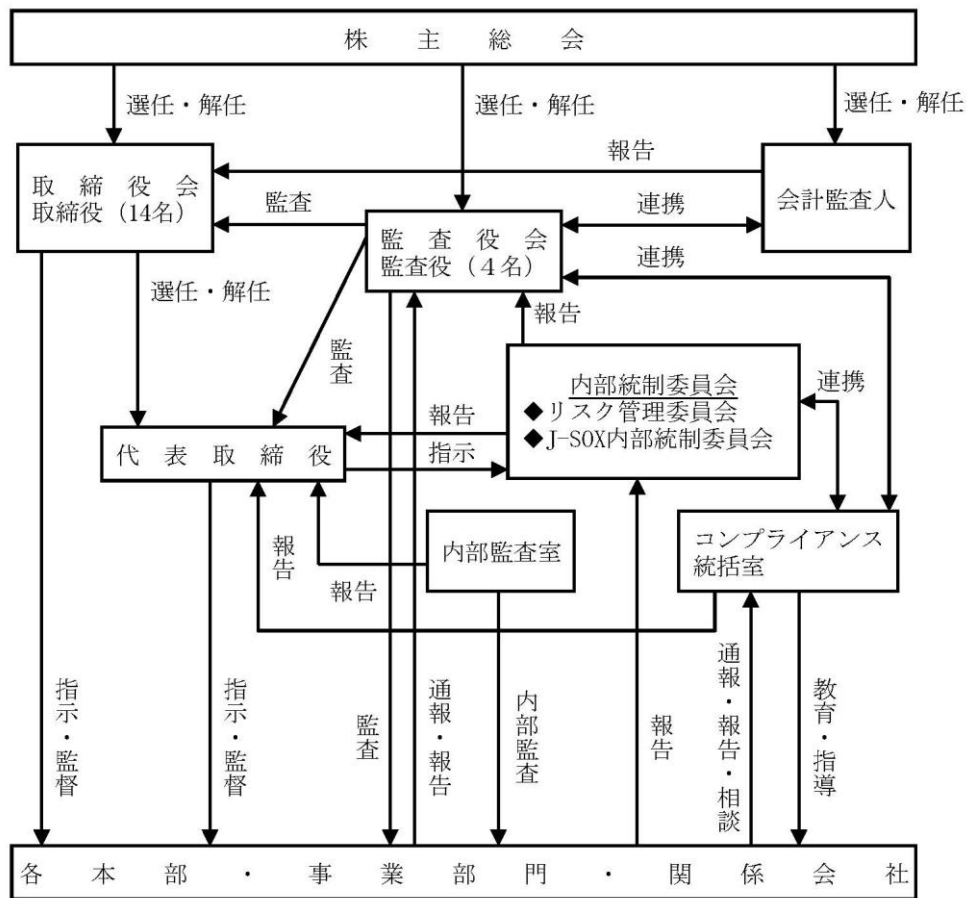 株主総会
選任・解任
選任・解任
選任・解任
報告
取締役会
取締役（14名）
会計監査人
監査
連携
監査役会
監査役（４名）
連携
選任・解任
報告
監査
内部統制委員会
◆リスク管理委員会
◆J-SOX内部統制委員会
連携
報告
代表取締役
指示
内部監査室
コンプライアンス
統括室
報告
報告
指示・監督
指示・監督
監査
通報・報告
内部監査
報告
通報・報告・相談
教育・指導
各本部・事業部門・関係会社